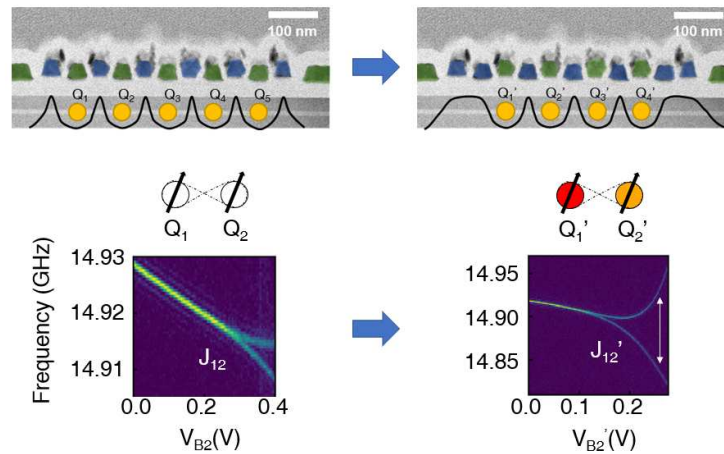 100 nm
100 nm
Q1 Q2 Q3 Q4 Q5
Q1' Q2' Q3' Q4'
Q1 Q2
Q1' Q2'
Frequency (GHz)
14.93
14.92
14.91
J12
0.0 0.2 0.4
VB2(V)
14.95
14.90
14.85
J12'
0.0 0.1 0.2
VB2'(V)